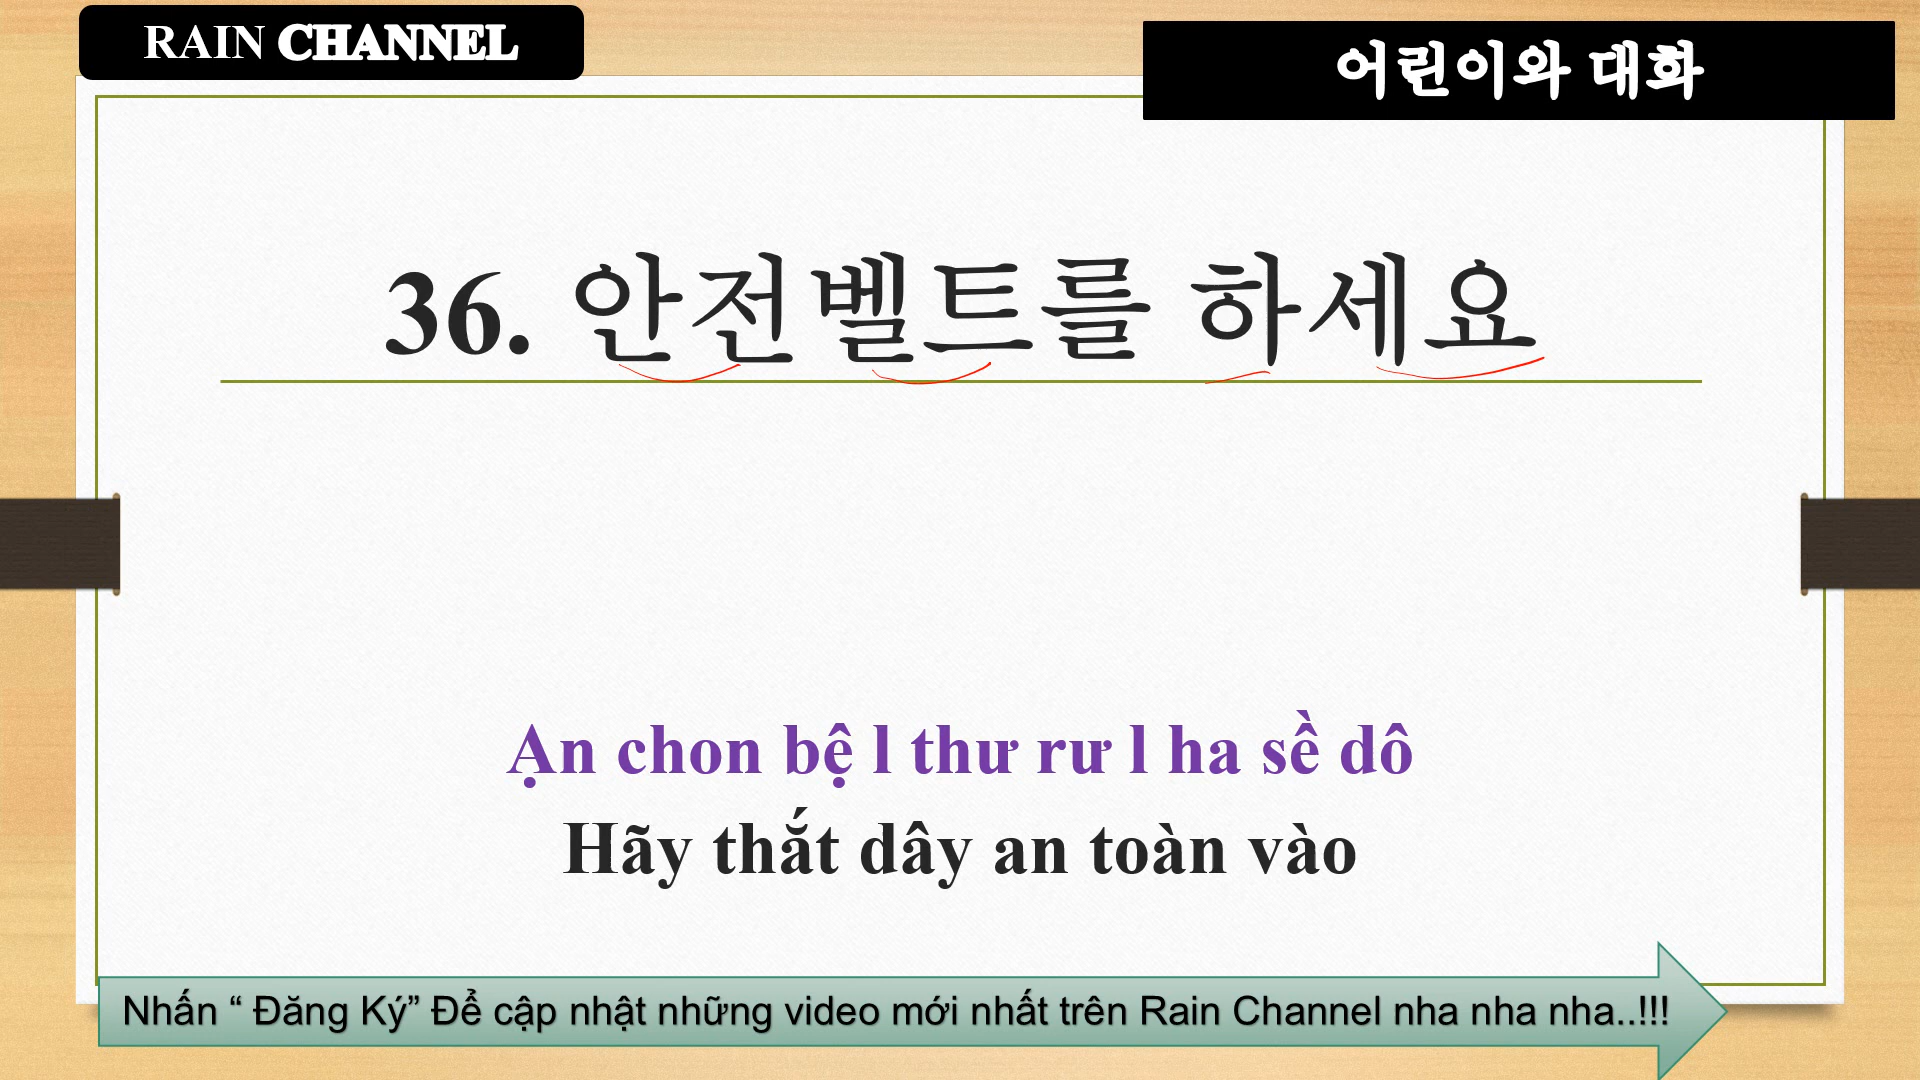 RAIN CHANNEL
어린이와 대화
36. 안전벨트를 하세요
Ạn chon bệ l thư rư l ha sề dô
Hãy thắt dây an toàn vào
Nhấn “ Đăng Ký” Để cập nhật những video mới nhất trên Rain Channel nha nha nha..!!!